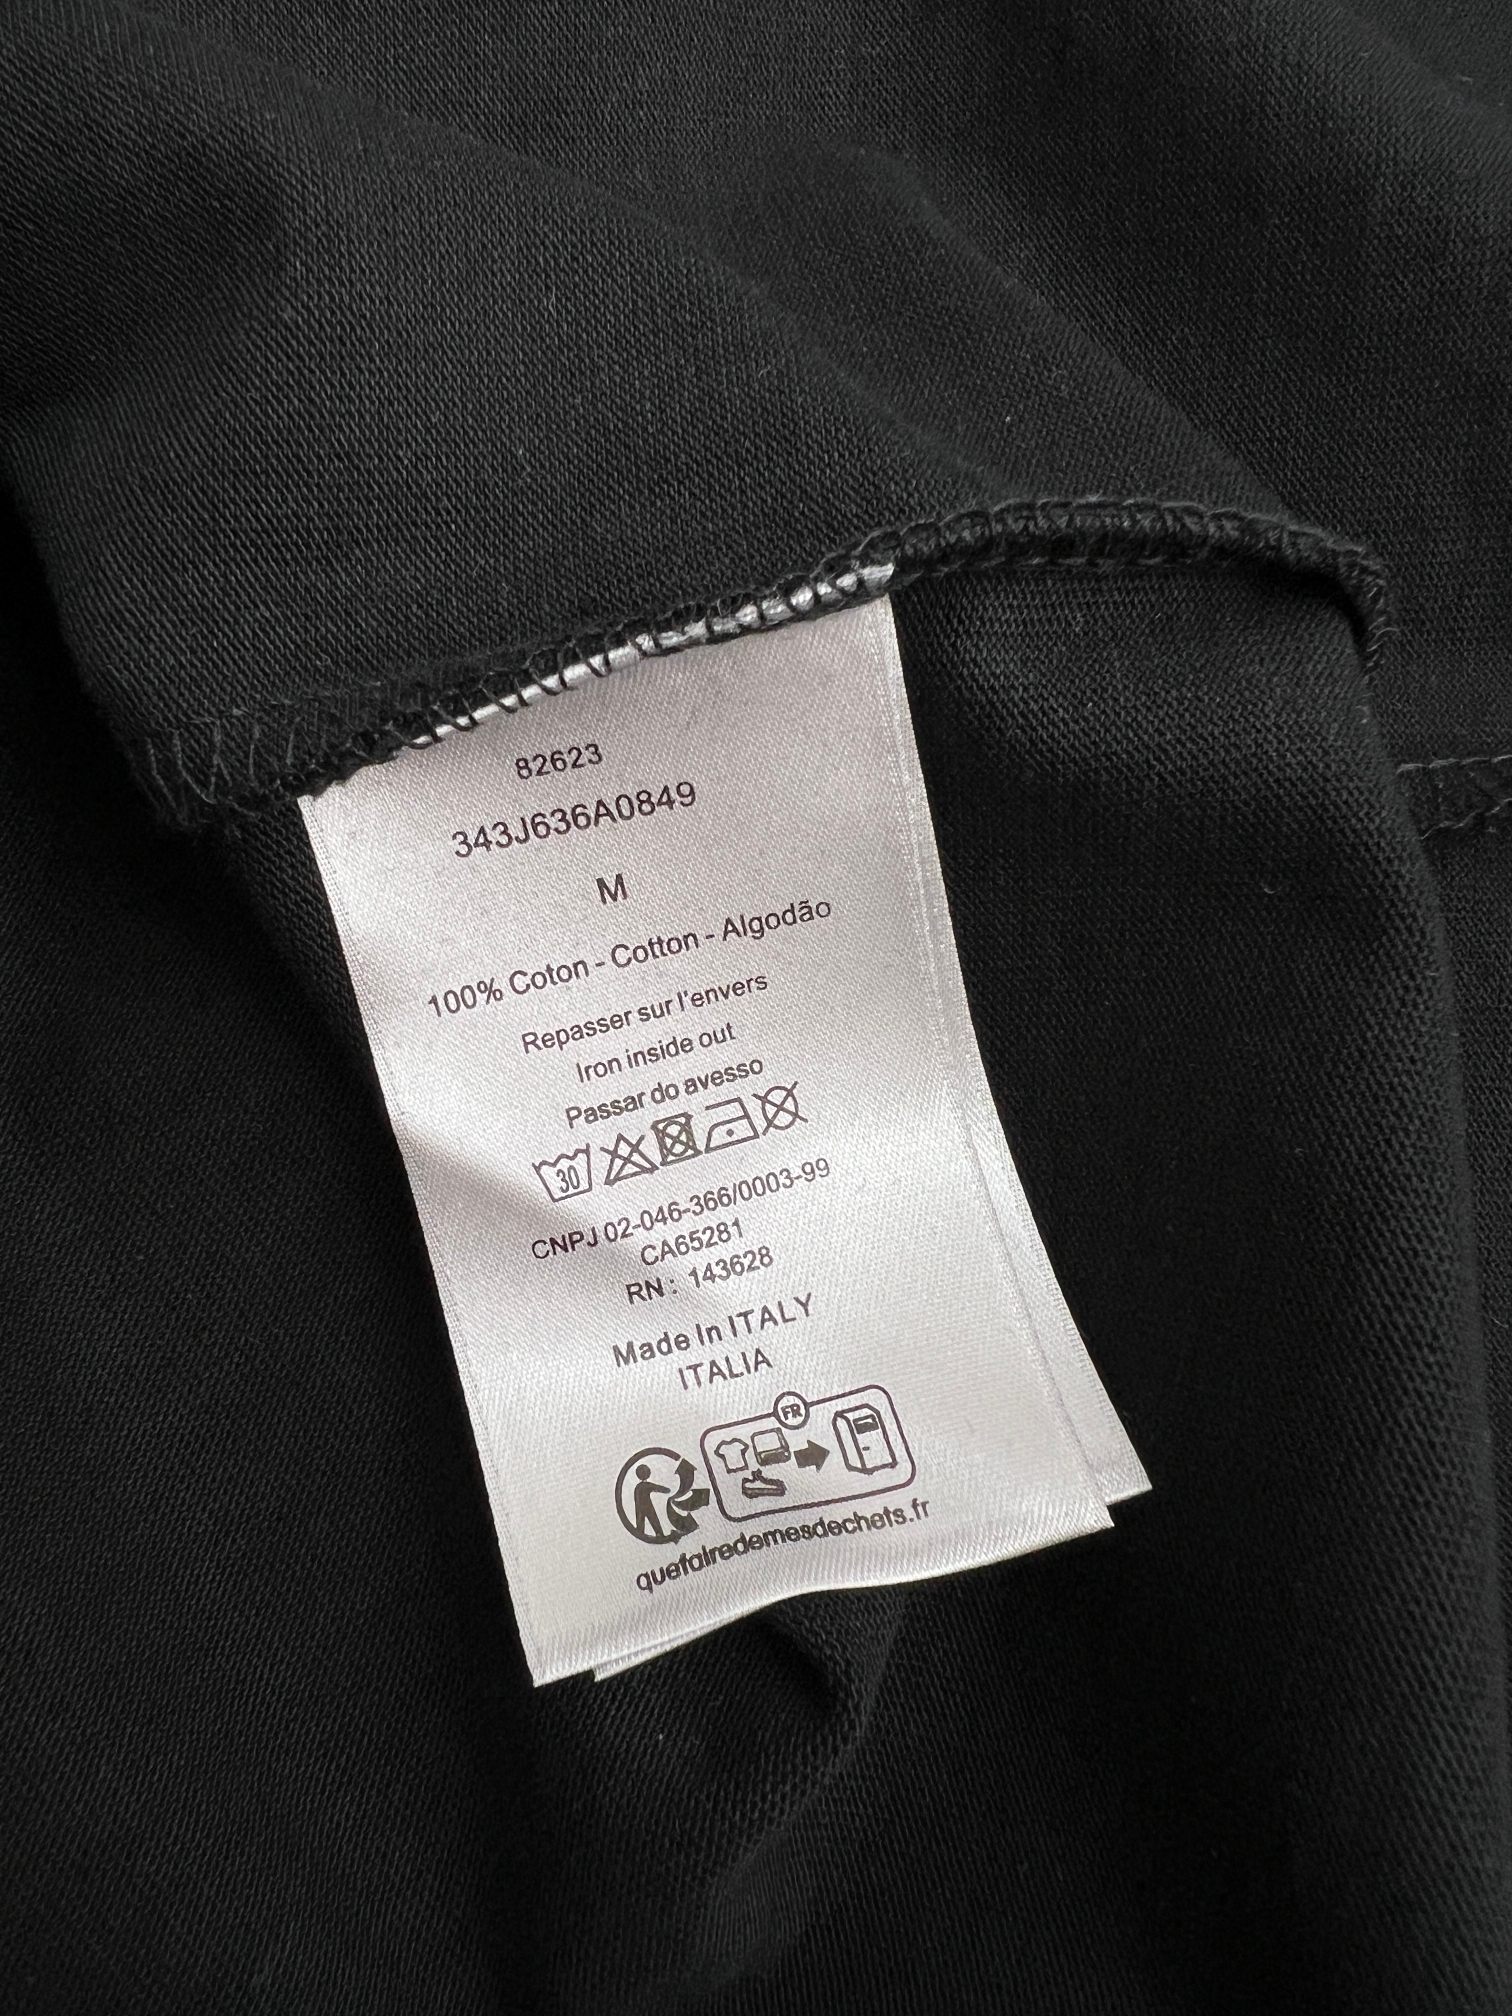 82623
343J636A0849
M
100% Coton - Cotton - Algodão
Repasser sur l'envers
Iron inside out
Passar do avesso
30
CNPJ 02-046-366/0003-99
CA65281
RN : 143628
Made In ITALY
ITALIA
FR
quefairedemesdechets.fr